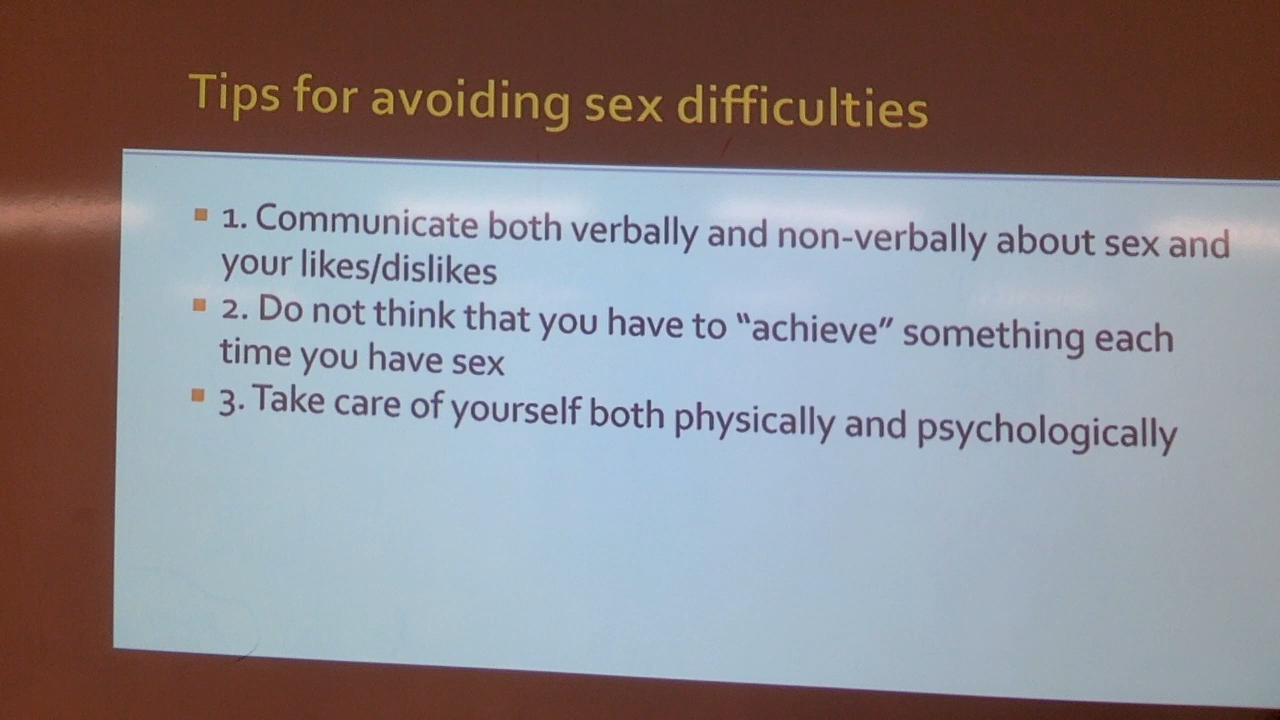 Tips for avoiding sex difficulties
1. Communicate both verbally and non-verbally about sex and
your likes/dislikes
2. Do not think that you have to “achieve” something each
time you have sex
3. Take care of yourself both physically and psychologically